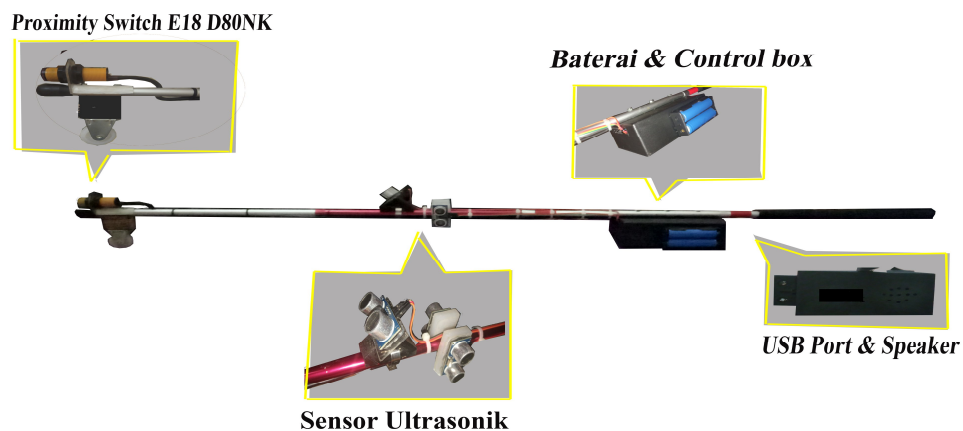 Proximity Switch E18 D80NK
Baterai & Control box
USB Port & Speaker
Sensor Ultrasonik